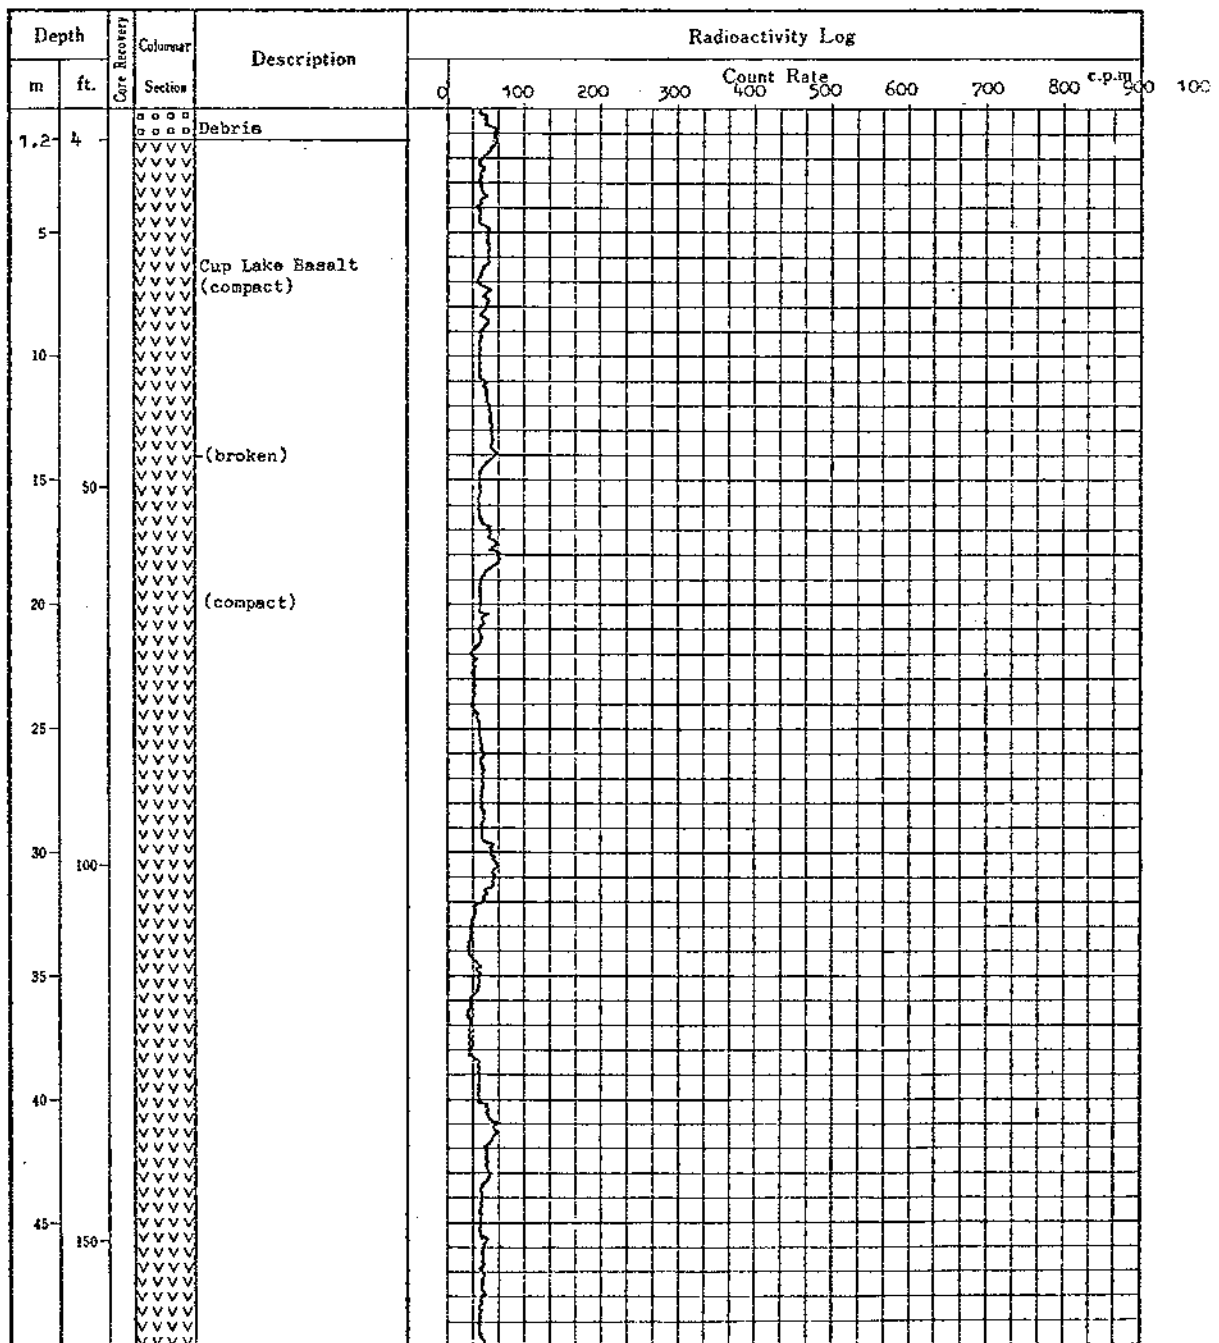 Depth
Core Recovery
Columnar
Section
Description
Radioactivity Log
m
ft.
Count Rate
c.p.m
0 100 200 300 400 500 600 700 800 900 100
Debris
1.2 4
5
Cup Lake Basalt
(compact)
10
(broken)
15
50
20
(compact)
25
30
100
35
40
45
150